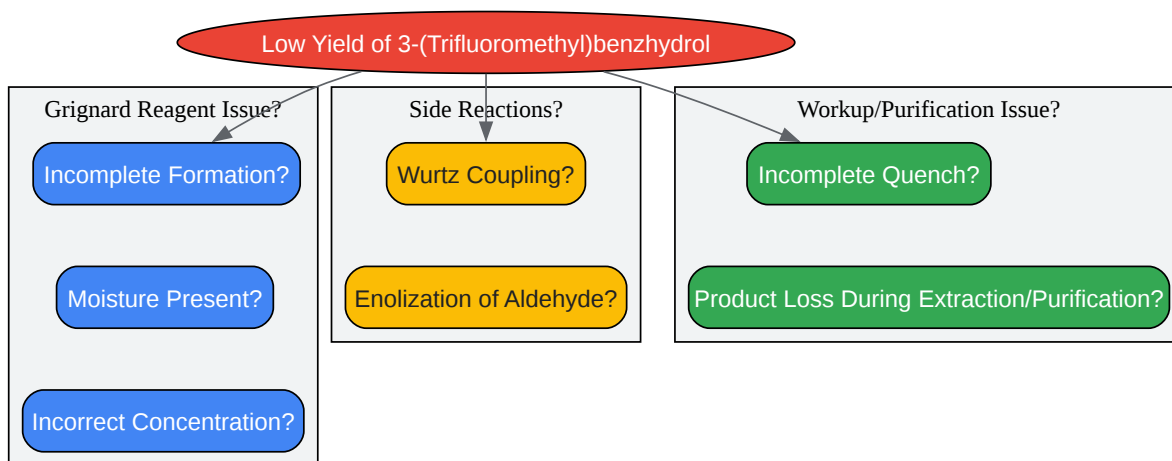 Low Yield of 3-(Trifluoromethyl)benzhydrol
Grignard Reagent Issue?
Incomplete Formation?
Moisture Present?
Incorrect Concentration?
Side Reactions?
Wurtz Coupling?
Enolization of Aldehyde?
Workup/Purification Issue?
Incomplete Quench?
Product Loss During Extraction/Purification?